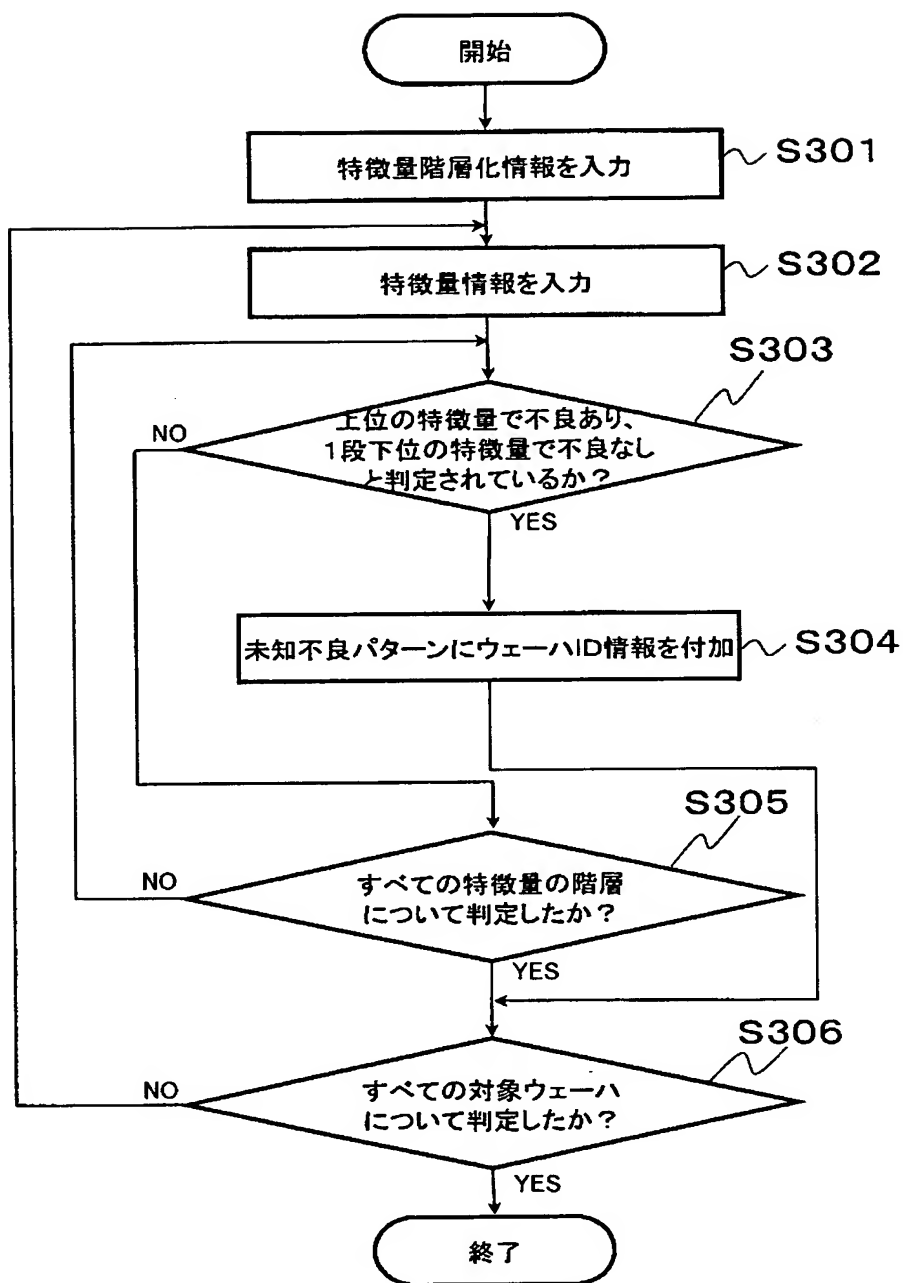 開始
特徴量階層化情報を入力
S301
特徴量情報を入力
S302
S303
上位の特徴量で不良あり、
1段下位の特徴量で不良なし
と判定されているか？
NO
YES
未知不良パターンにウェーハID情報を付加
S304
S305
すべての特徴量の階層
について判定したか？
NO
YES
S306
すべての対象ウェーハ
について判定したか？
NO
YES
終了